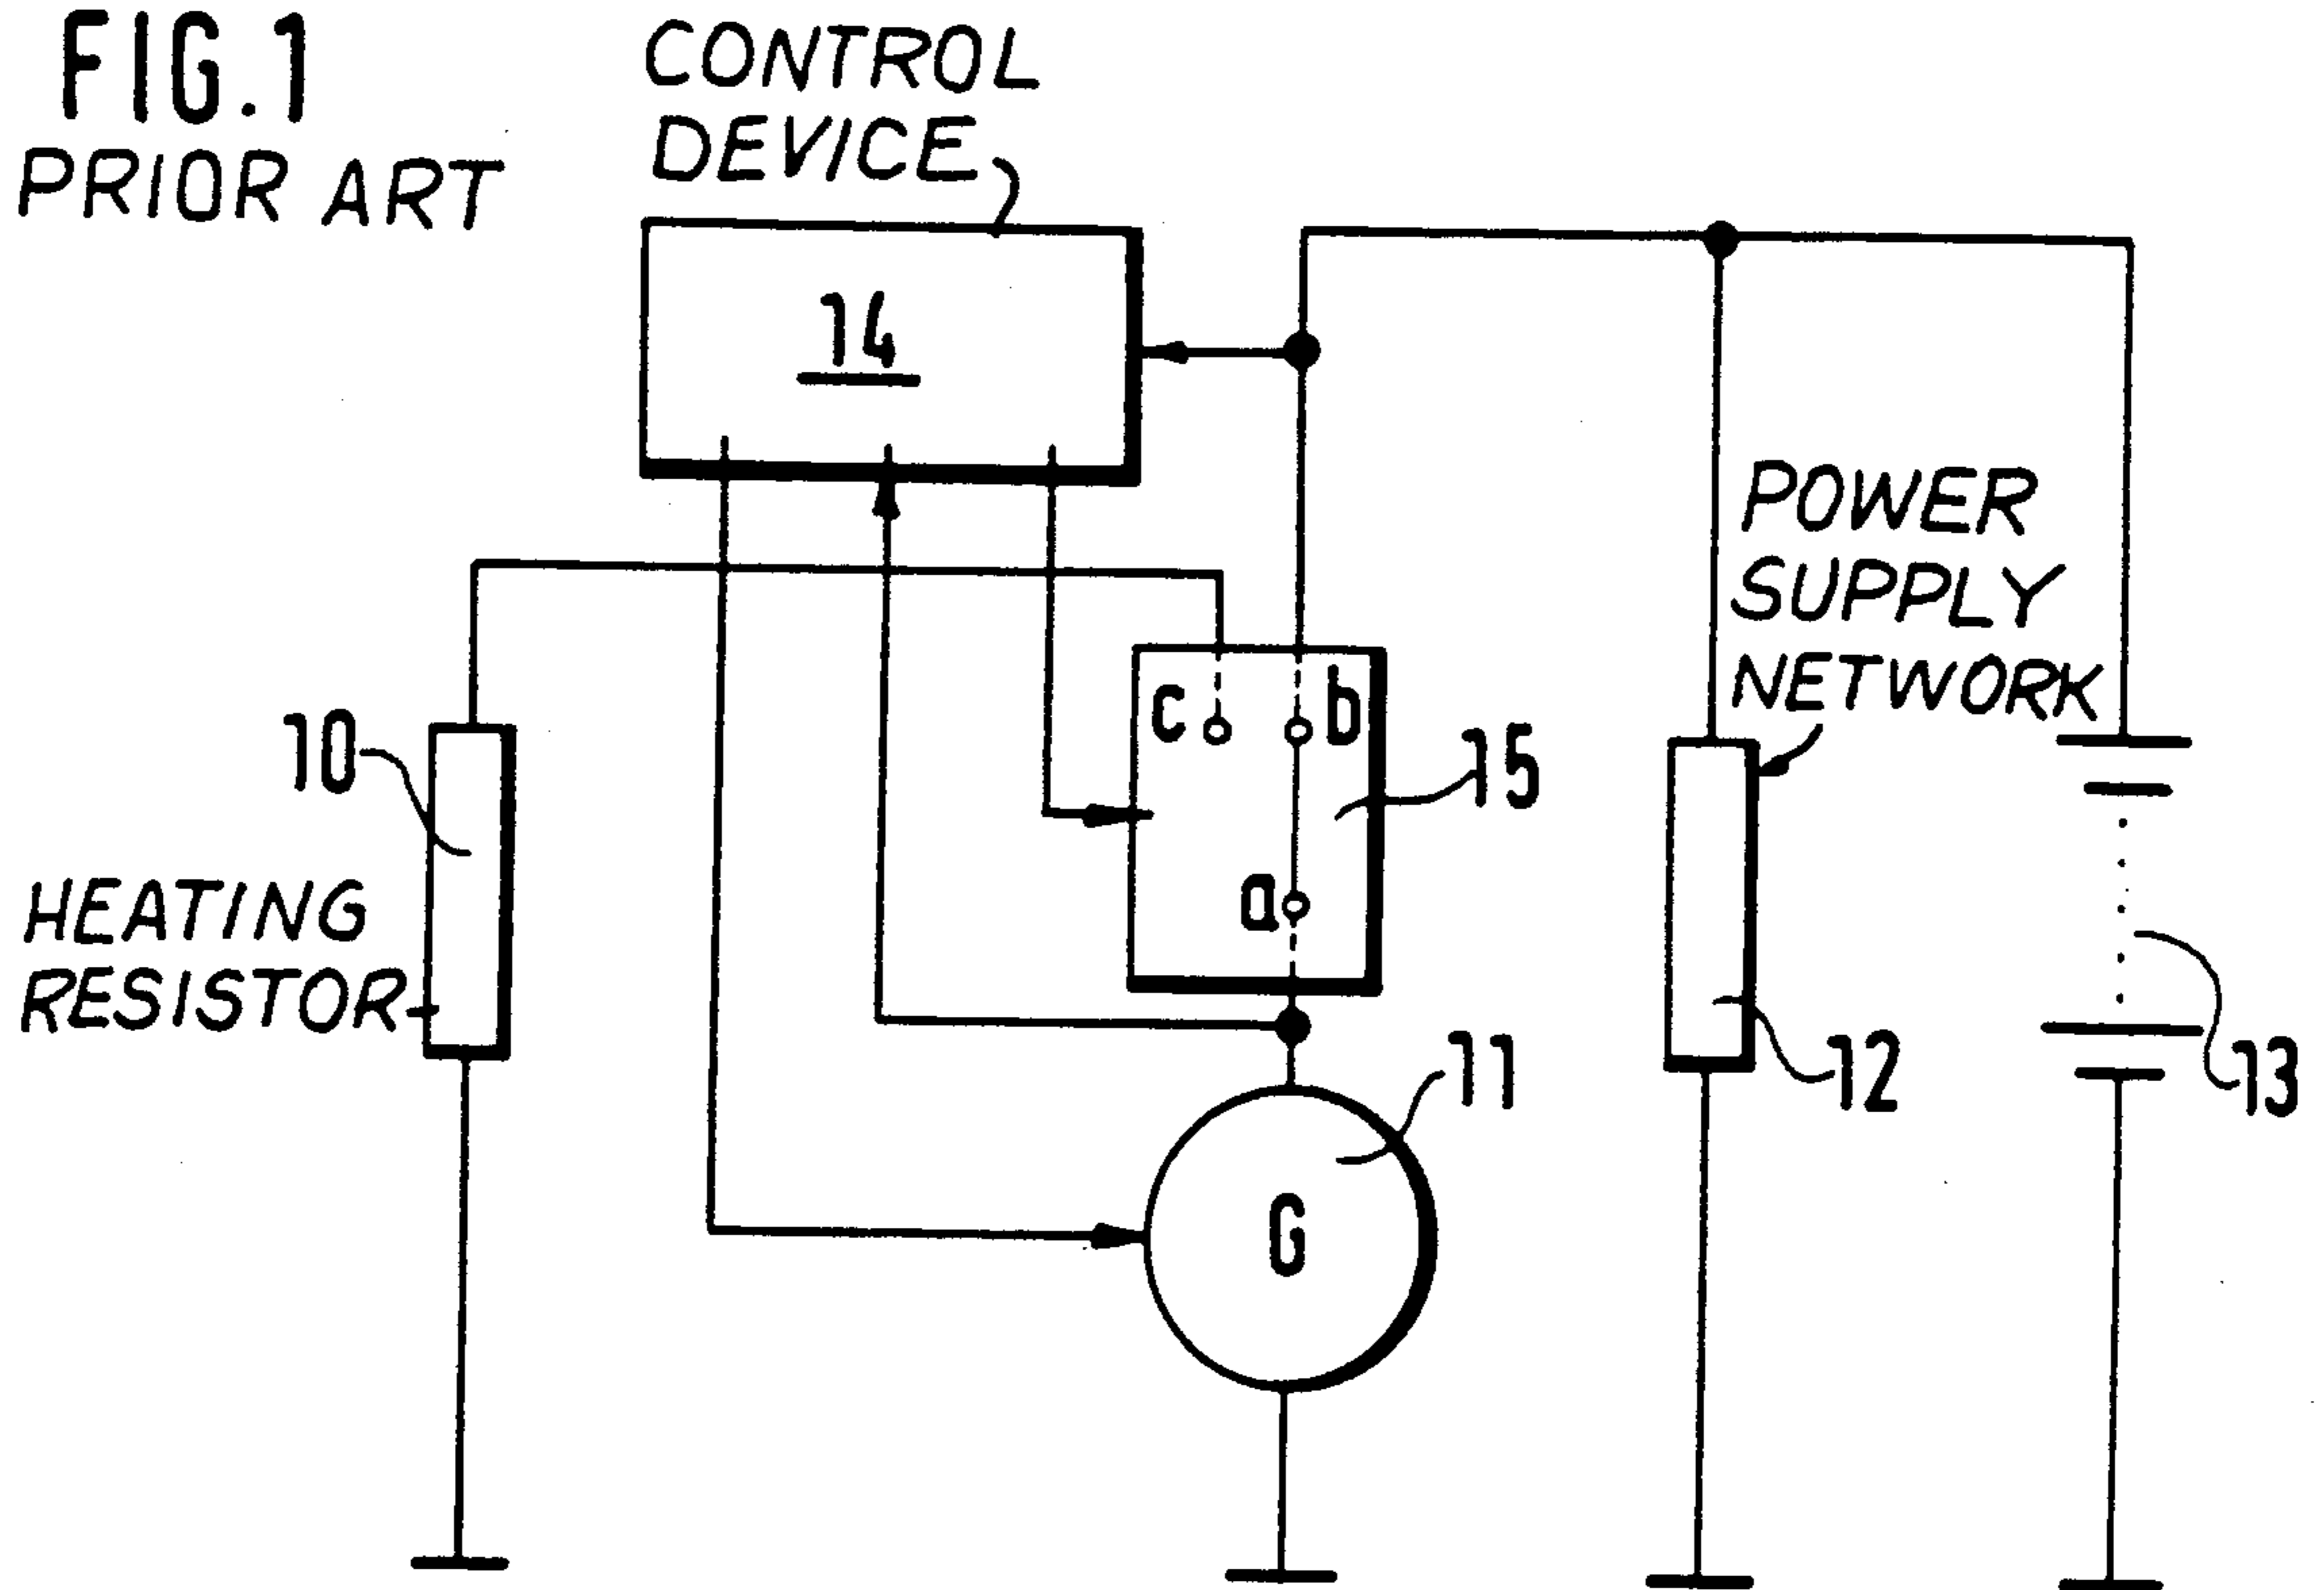 FIG.1
PRIOR ART
CONTROL
DEVICE
14
POWER
SUPPLY
NETWORK
c
b
15
10
a
HEATING
RESISTOR
11
12
13
G